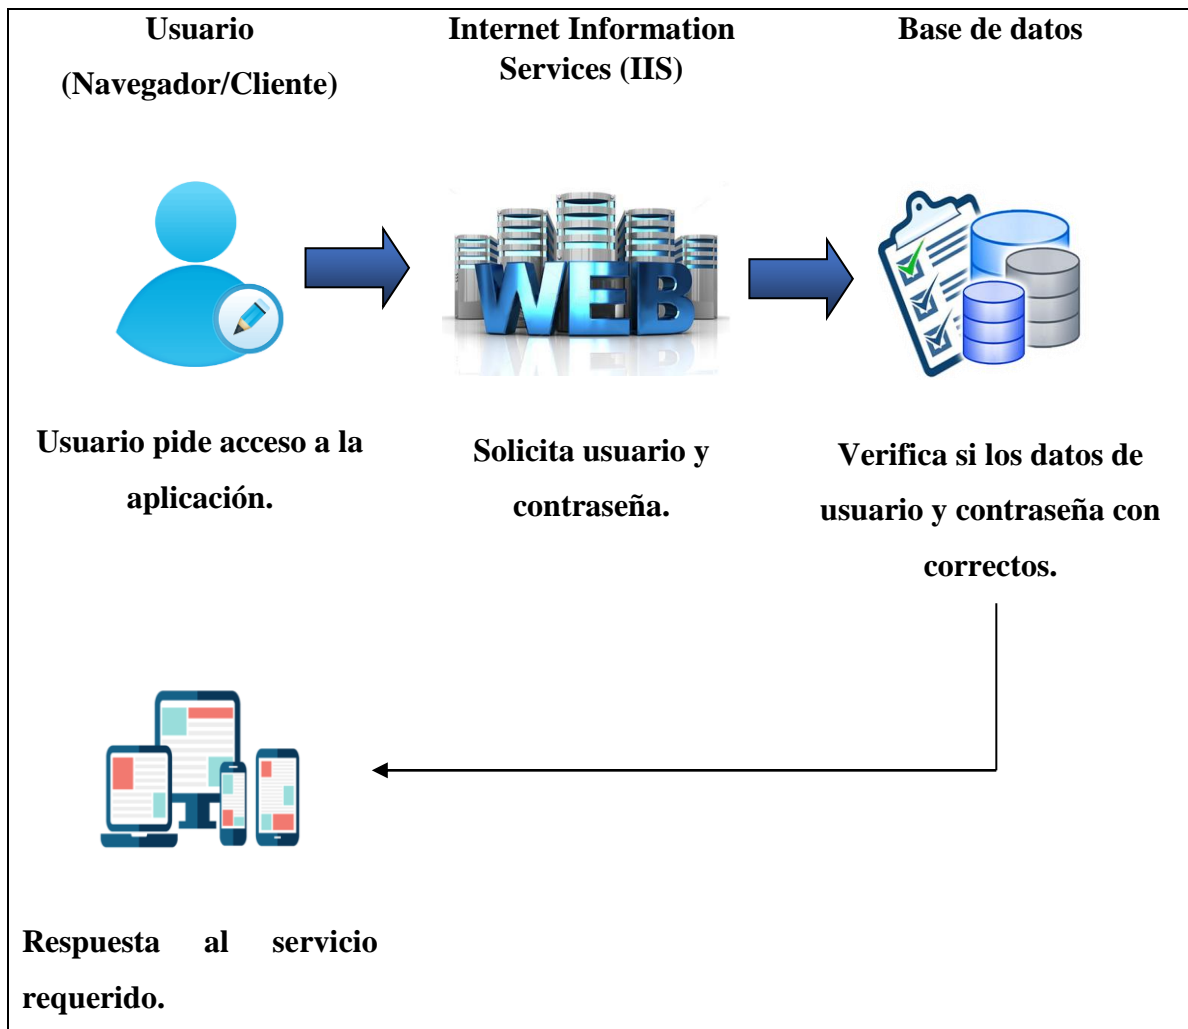 Usuario
(Navegador/Cliente)
Internet Information
Services (IIS)
Base de datos
WEB
Usuario pide acceso a la
aplicación.
Solicita usuario y
contraseña.
Verifica si los datos de
usuario y contraseña con
correctos.
Respuesta al servicio
requerido.